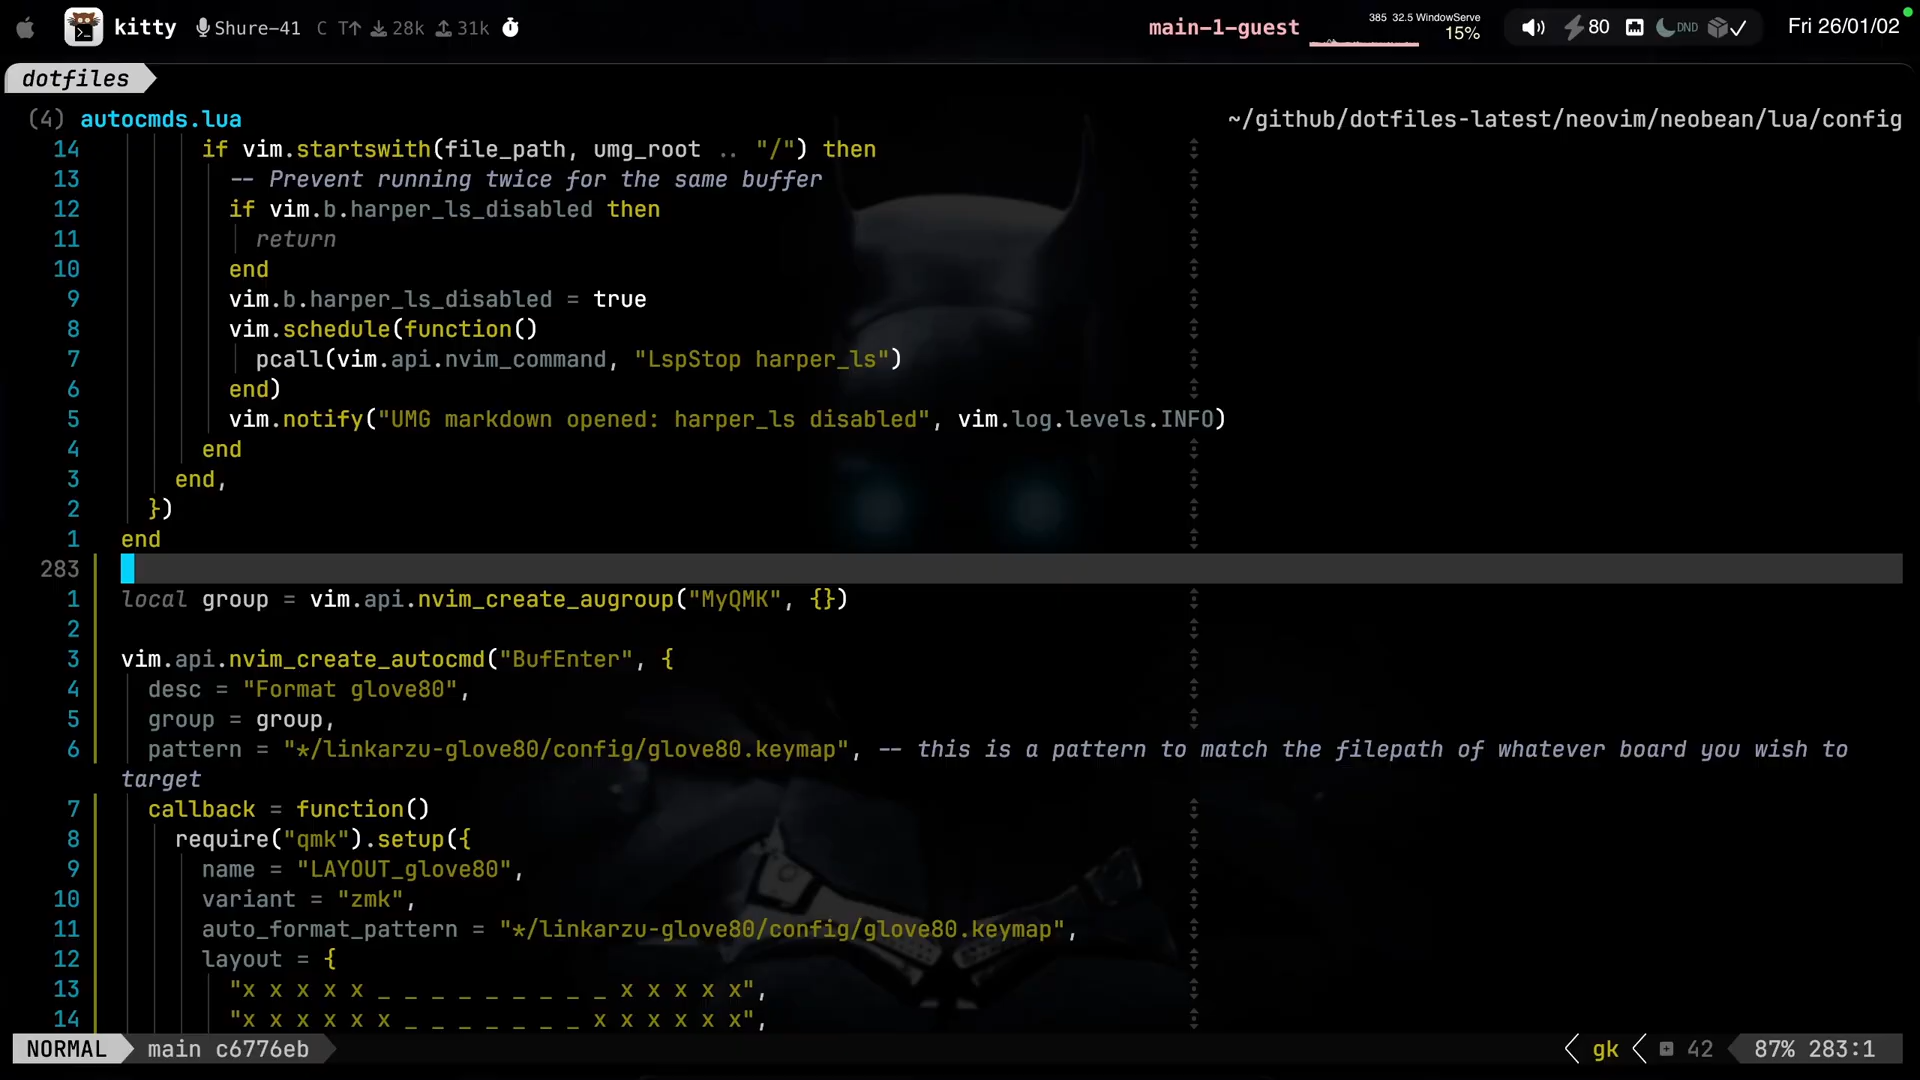 kitty Shure-41 C T↑ 28k 31k main-1-guest 385 32.5 WindowServe 15% 80 DND Fri 26/01/02
dotfiles
(4) autocmds.lua ~/github/dotfiles-latest/neovim/neobean/lua/config
14 if vim.startswith(file_path, umg_root .. "/") then
13 -- Prevent running twice for the same buffer
12 if vim.b.harper_ls_disabled then
11 return
10 end
9 vim.b.harper_ls_disabled = true
8 vim.schedule(function()
7 pcall(vim.api.nvim_command, "LspStop harper_ls")
6 end)
5 vim.notify("UMG markdown opened: harper_ls disabled", vim.log.levels.INFO)
4 end
3 end,
2 })
1 end
283
1 local group = vim.api.nvim_create_augroup("MyQMK", {})
2
3 vim.api.nvim_create_autocmd("BufEnter", {
4 desc = "Format glove80",
5 group = group,
6 pattern = "*/linkarzu-glove80/config/glove80.keymap", -- this is a pattern to match the filepath of whatever board you wish to
target
7 callback = function()
8 require("qmk").setup({
9 name = "LAYOUT_glove80",
10 variant = "zmk",
11 auto_format_pattern = "*/linkarzu-glove80/config/glove80.keymap",
12 layout = {
13 "x x x x x _ _ _ _ _ _ _ _ _ x x x x x",
14 "x x x x x x _ _ _ _ _ _ _ x x x x x x",
NORMAL main c6776eb gk 42 87% 283:1